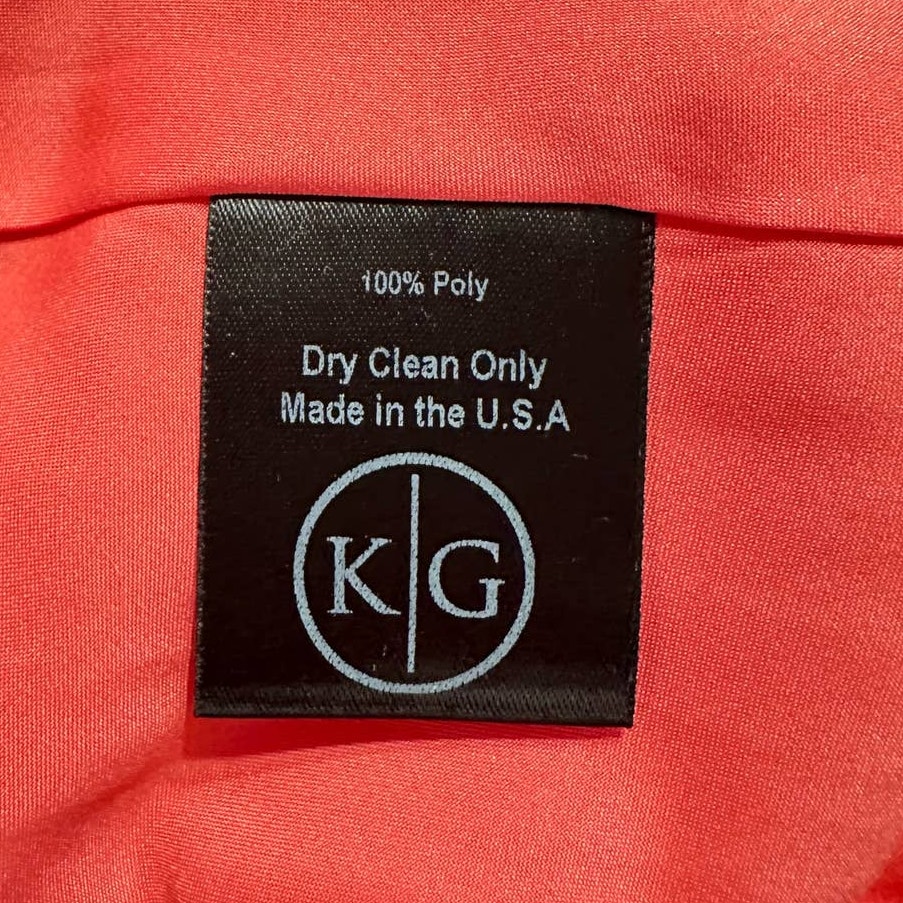 100% Poly
Dry Clean Only
Made in the U.S.A
K|G